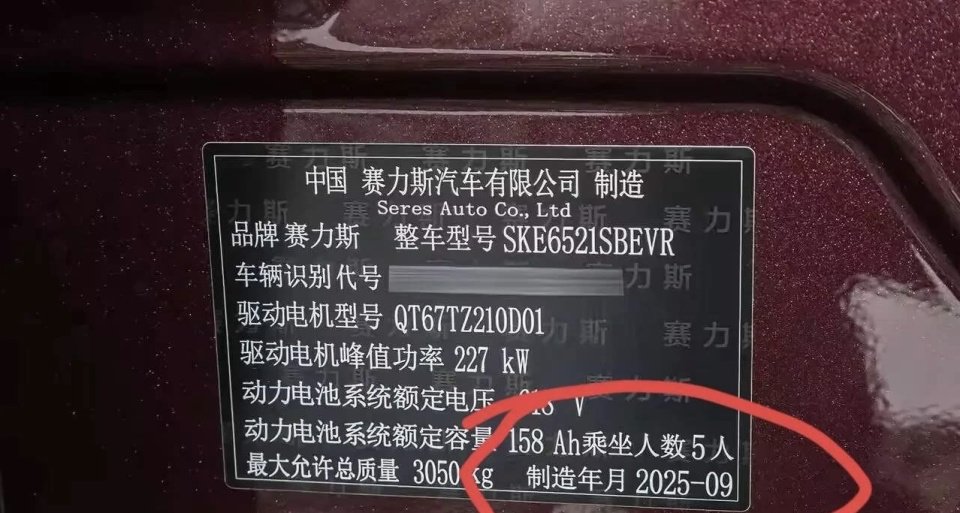 中国 赛力斯汽车有限公司 制造
Seres Auto Co., Ltd
品牌 赛力斯 整车型号 SKE6521SBEVR
车辆识别代号
驱动电机型号 QT67TZ210D01
驱动电机峰值功率 227 kW
动力电池系统额定电压 V
动力电池系统额定容量 158 Ah 乘坐人数 5 人
最大允许总质量 3050 kg 制造年月 2025-09